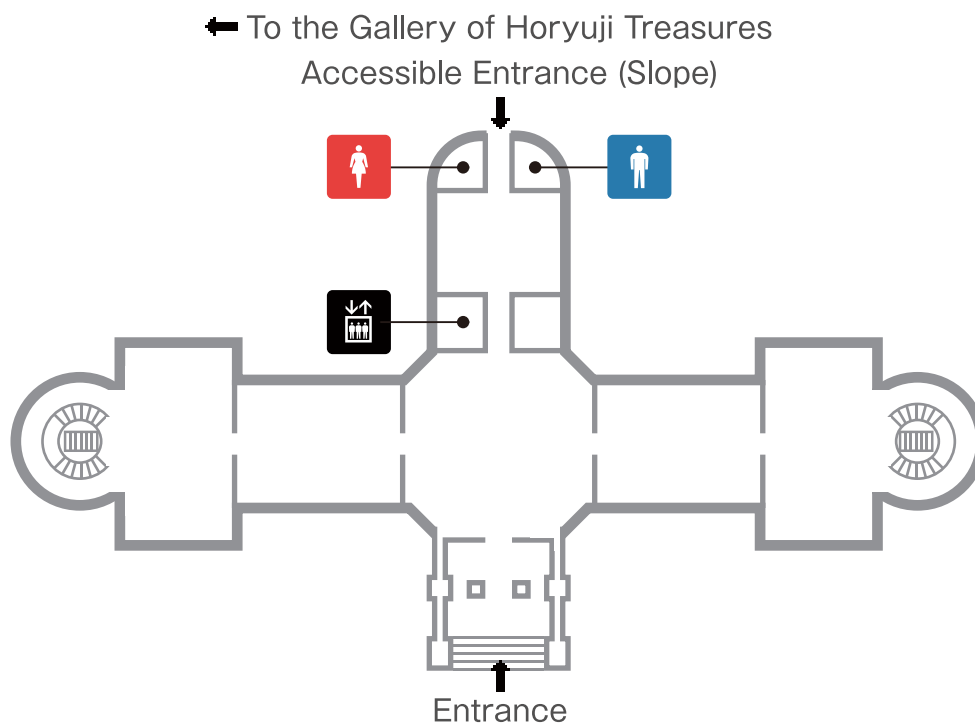 To the Gallery of Horyuji Treasures
Accessible Entrance (Slope)
Entrance